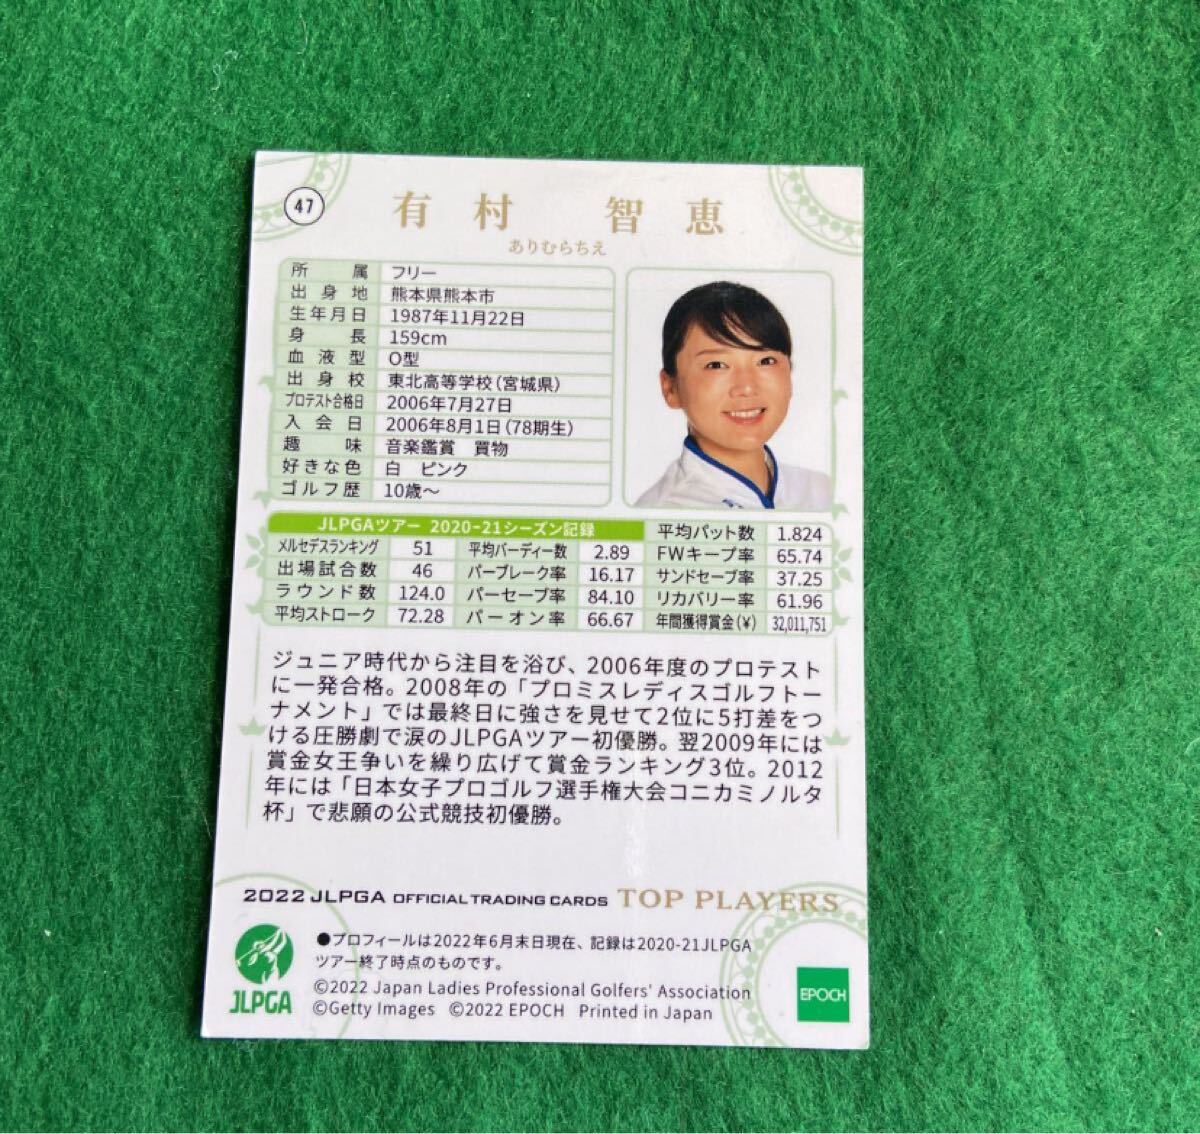 47
有村 智恵
ありむらちえ
所属 フリー
出身地 熊本県熊本市
生年月日 1987年11月22日
身長 159cm
血液型 O型
出身校 東北高等学校(宮城県)
プロテスト合格日 2006年7月27日
入会日 2006年8月1日(78期生)
趣味 音楽鑑賞 買物
好きな色 白 ピンク
ゴルフ歴 10歳〜
JLPGAツアー 2020-21シーズン記録 平均パット数 1.824
メルセデスランキング 51 平均バーディー数 2.89 FWキープ率 65.74
出場試合数 46 パーブレーク率 16.17 サンドセーブ率 37.25
ラウンド数 124.0 パーセーブ率 84.10 リカバリー率 61.96
平均ストローク 72.28 パーオン率 66.67 年間獲得賞金(¥) 32,011,751
ジュニア時代から注目を浴び、2006年度のプロテスト
に一発合格。2008年の「プロミスレディスゴルフトー
ナメント」では最終日に強さを見せて2位に5打差をつ
ける圧勝劇で涙のJLPGAツアー初優勝。翌2009年には
賞金女王争いを繰り広げて賞金ランキング3位。2012
年には「日本女子プロゴルフ選手権大会コニカミノルタ
杯」で悲願の公式競技初優勝。
2022 JLPGA OFFICIAL TRADING CARDS TOP PLAYERS
●プロフィールは2022年6月末日現在、記録は2020-21JLPGA
ツアー終了時点のものです。
©2022 Japan Ladies Professional Golfers' Association
©Getty Images ©2022 EPOCH Printed in Japan
JLPGA
EPOCH